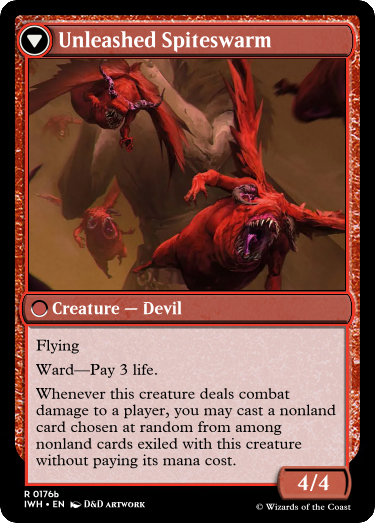 Unleashed Spiteswarm
Creature — Devil
Flying
Ward—Pay 3 life.
Whenever this creature deals combat
damage to a player, you may cast a nonland
card chosen at random from among
nonland cards exiled with this creature
without paying its mana cost.
4/4
R 0176b
IWH • EN D&D ARTWORK
© Wizards of the Coast